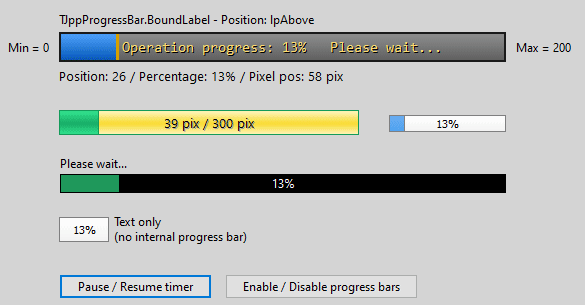 TJppProgressBar.BoundLabel - Position: lpAbove
Min = 0
Operation progress: 13%   Please wait...
Max = 200
Position: 26 / Percentage: 13% / Pixel pos: 58 pix
39 pix / 300 pix
13%
Please wait...
13%
13%
Text only
(no internal progress bar)
Pause / Resume timer
Enable / Disable progress bars